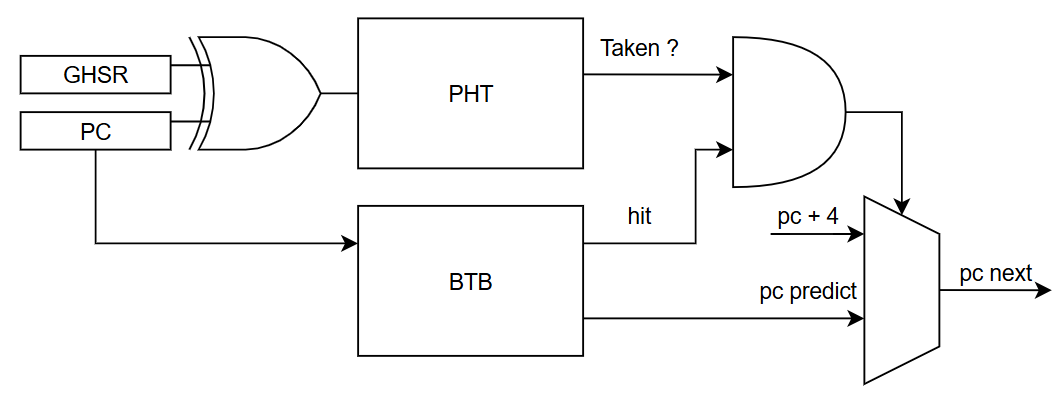 GHSR
PC
PHT
Taken ?
BTB
hit
pc + 4
pc predict
pc next